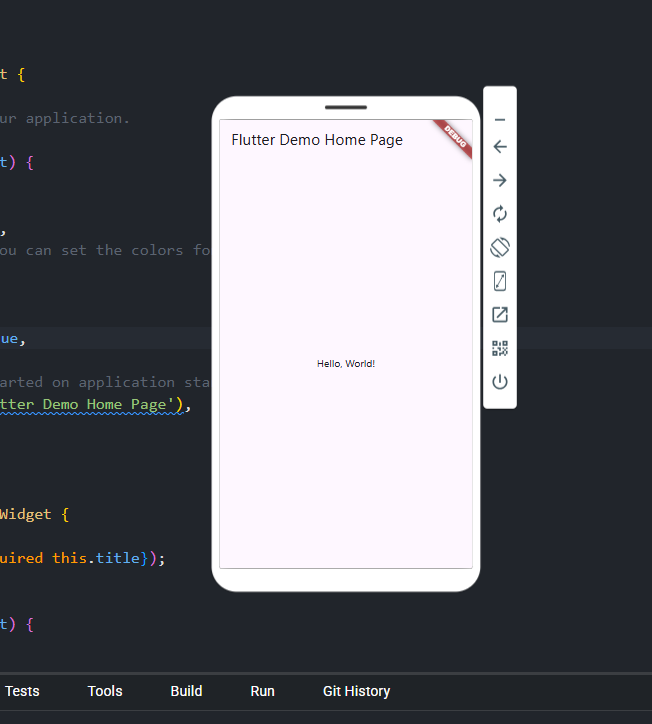 t {
ur application.
t) {
,
ou can set the colors fo
ue,
arted on application sta
tter Demo Home Page'),
Widget {
uired this.title});
t) {
Flutter Demo Home Page
DEBUG
Hello, World!
Tests Tools Build Run Git History